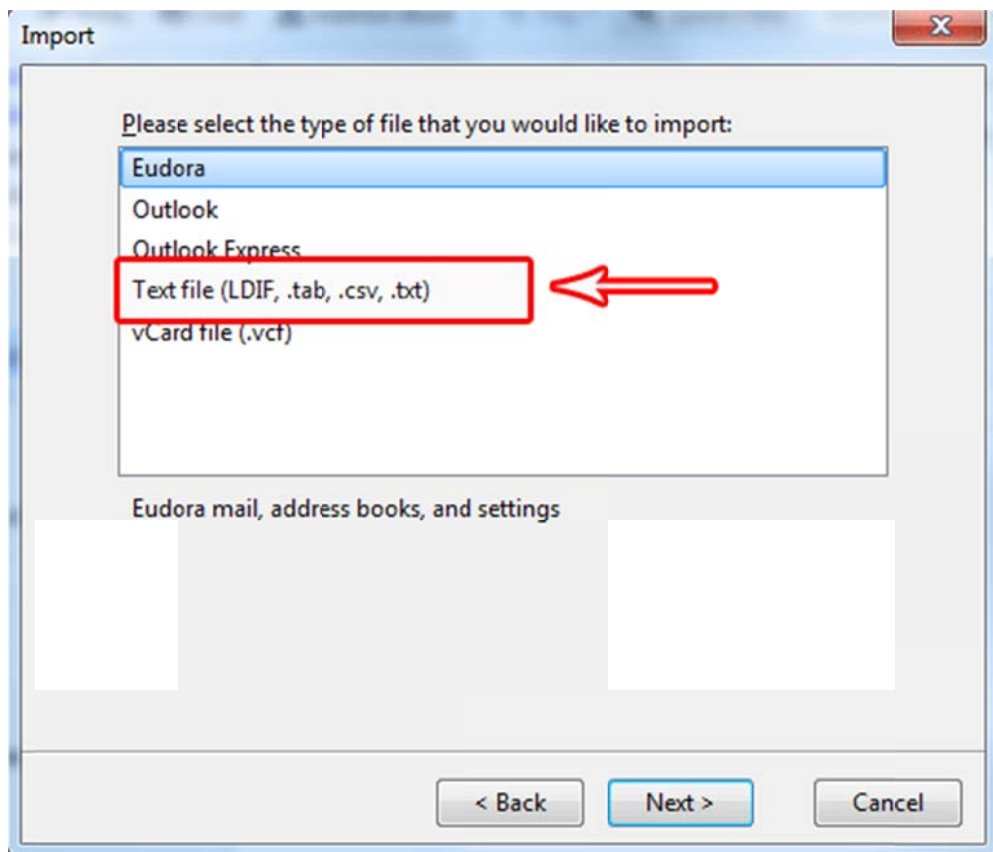 Import
Please select the type of file that you would like to import:
Eudora
Outlook
Outlook Express
Text file (LDIF, .tab, .csv, .txt)
vCard file (.vcf)
Eudora mail, address books, and settings
< Back
Next >
Cancel